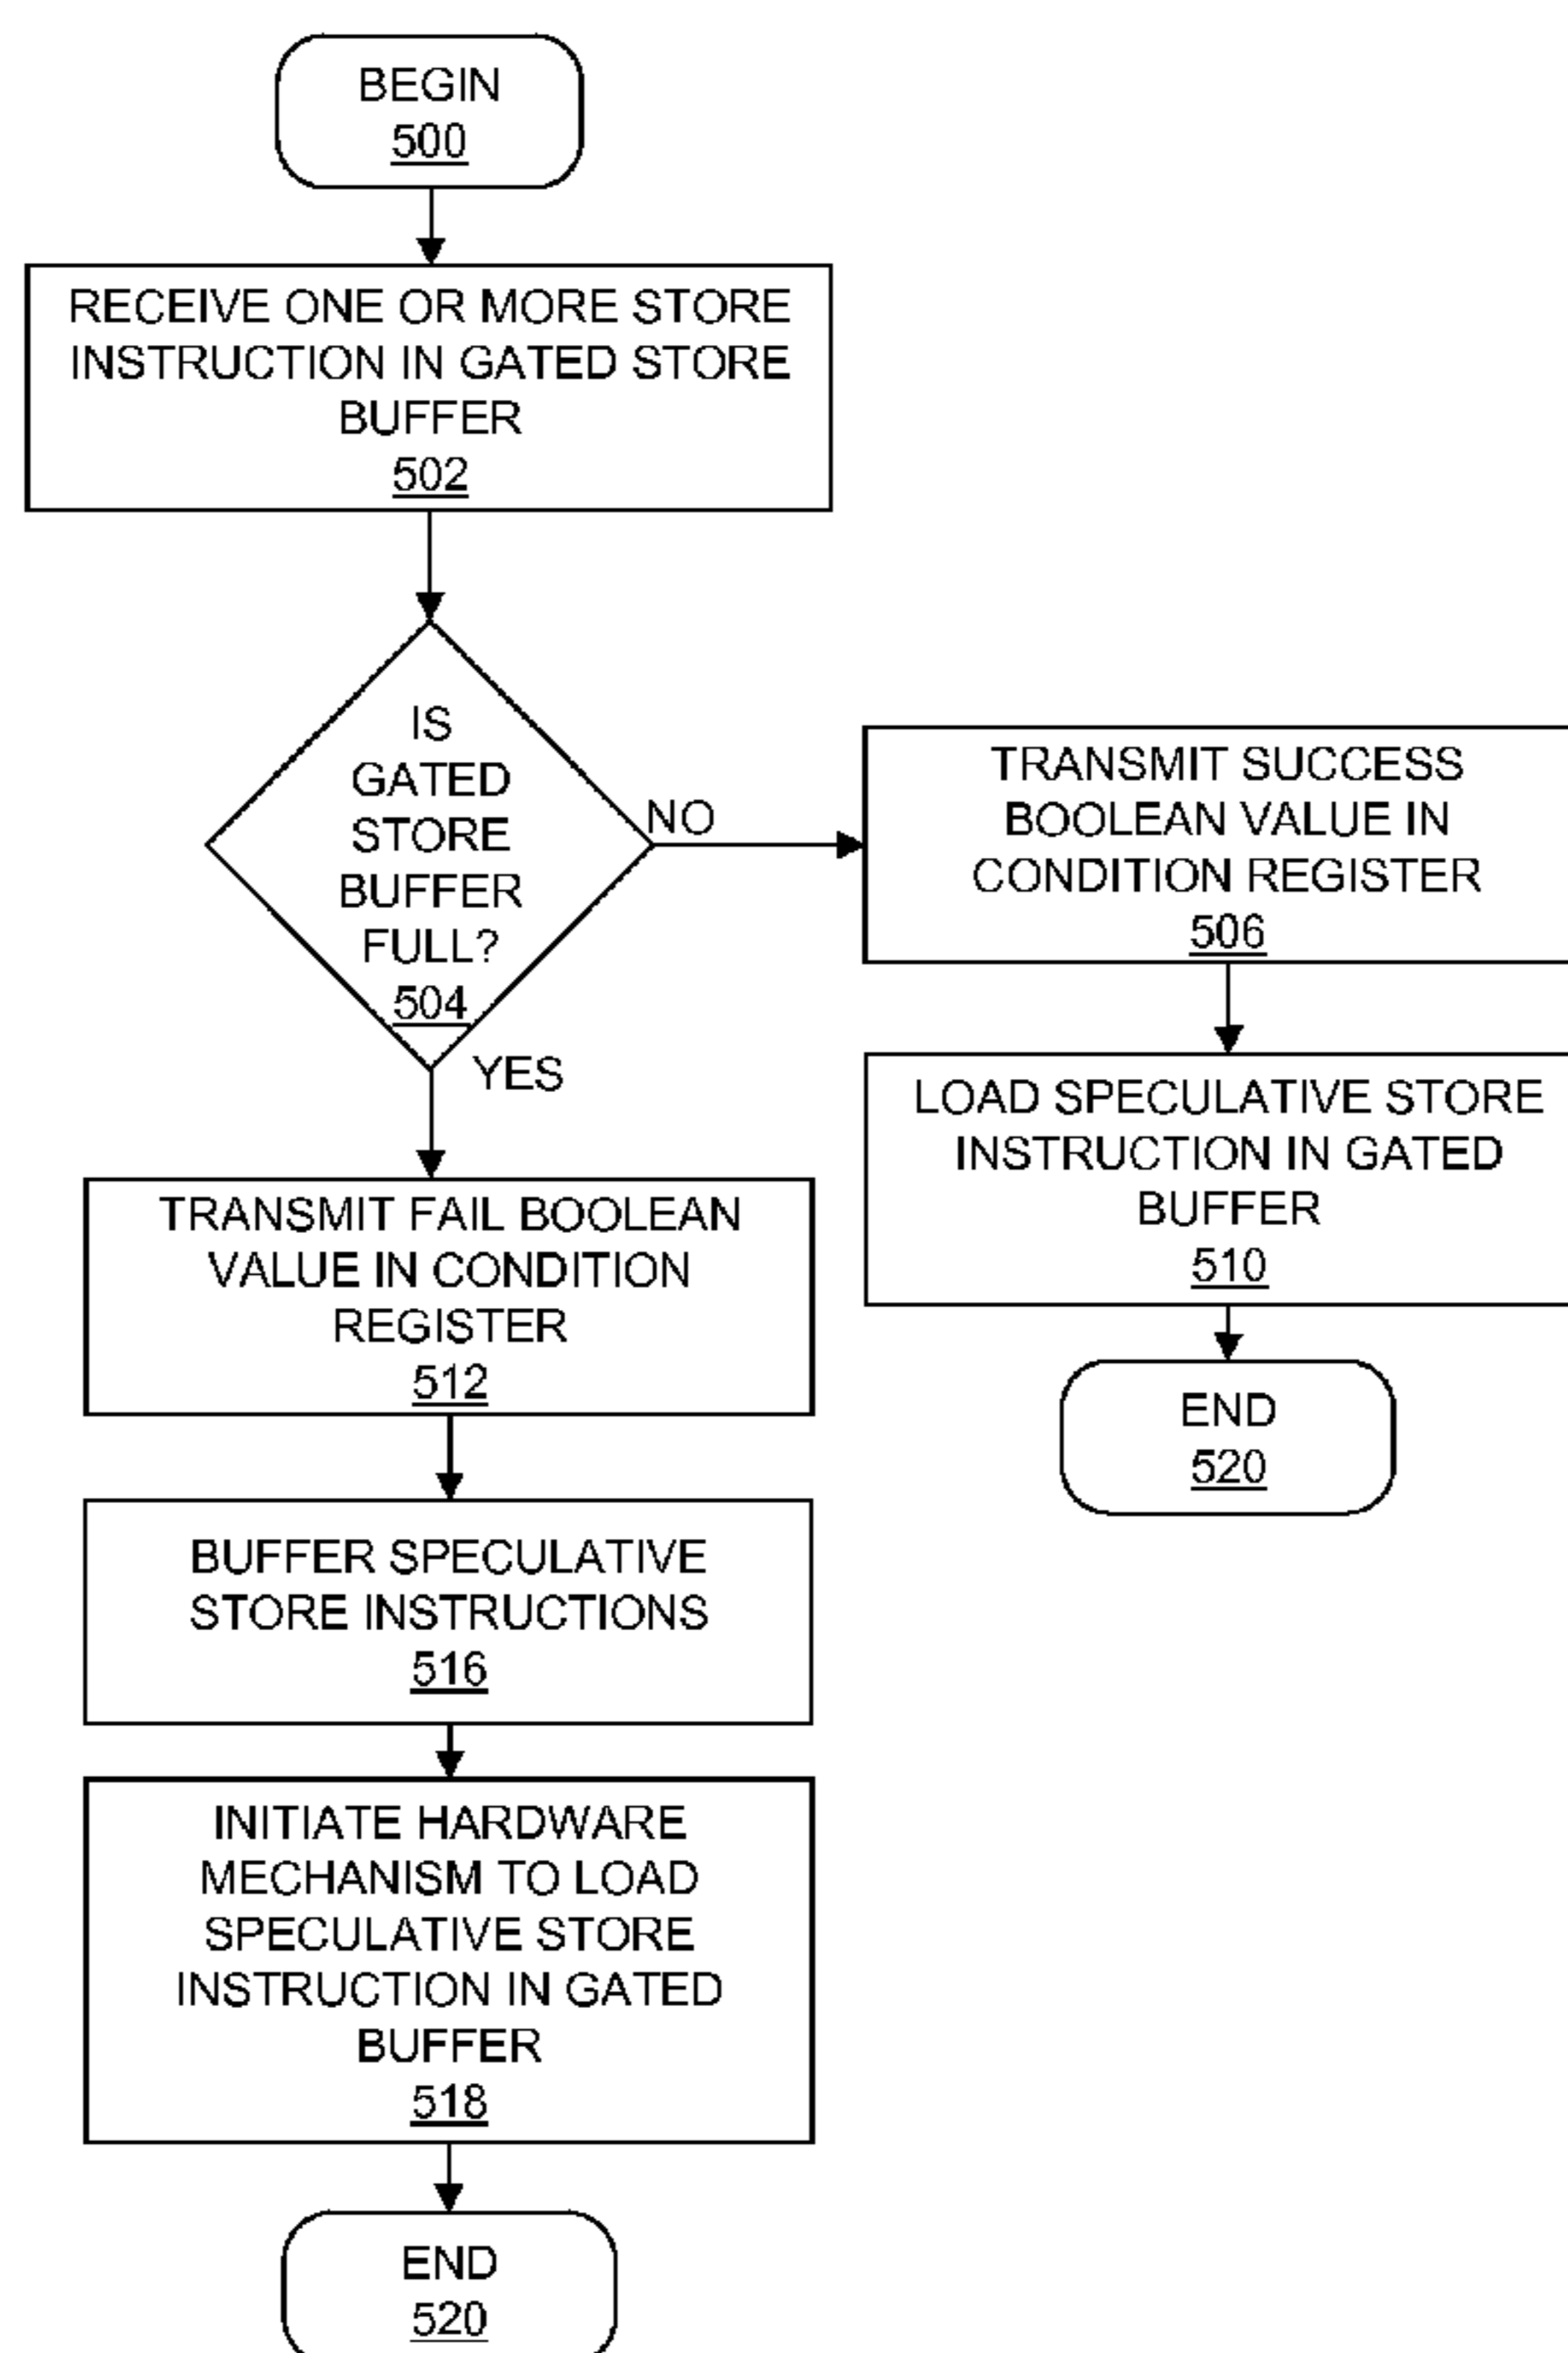 BEGIN
500
RECEIVE ONE OR MORE STORE
INSTRUCTION IN GATED STORE
BUFFER
502
IS
GATED
STORE
BUFFER
FULL?
504
NO
YES
TRANSMIT SUCCESS
BOOLEAN VALUE IN
CONDITION REGISTER
506
LOAD SPECULATIVE STORE
INSTRUCTION IN GATED
BUFFER
510
END
520
TRANSMIT FAIL BOOLEAN
VALUE IN CONDITION
REGISTER
512
BUFFER SPECULATIVE
STORE INSTRUCTIONS
516
INITIATE HARDWARE
MECHANISM TO LOAD
SPECULATIVE STORE
INSTRUCTION IN GATED
BUFFER
518
END
520